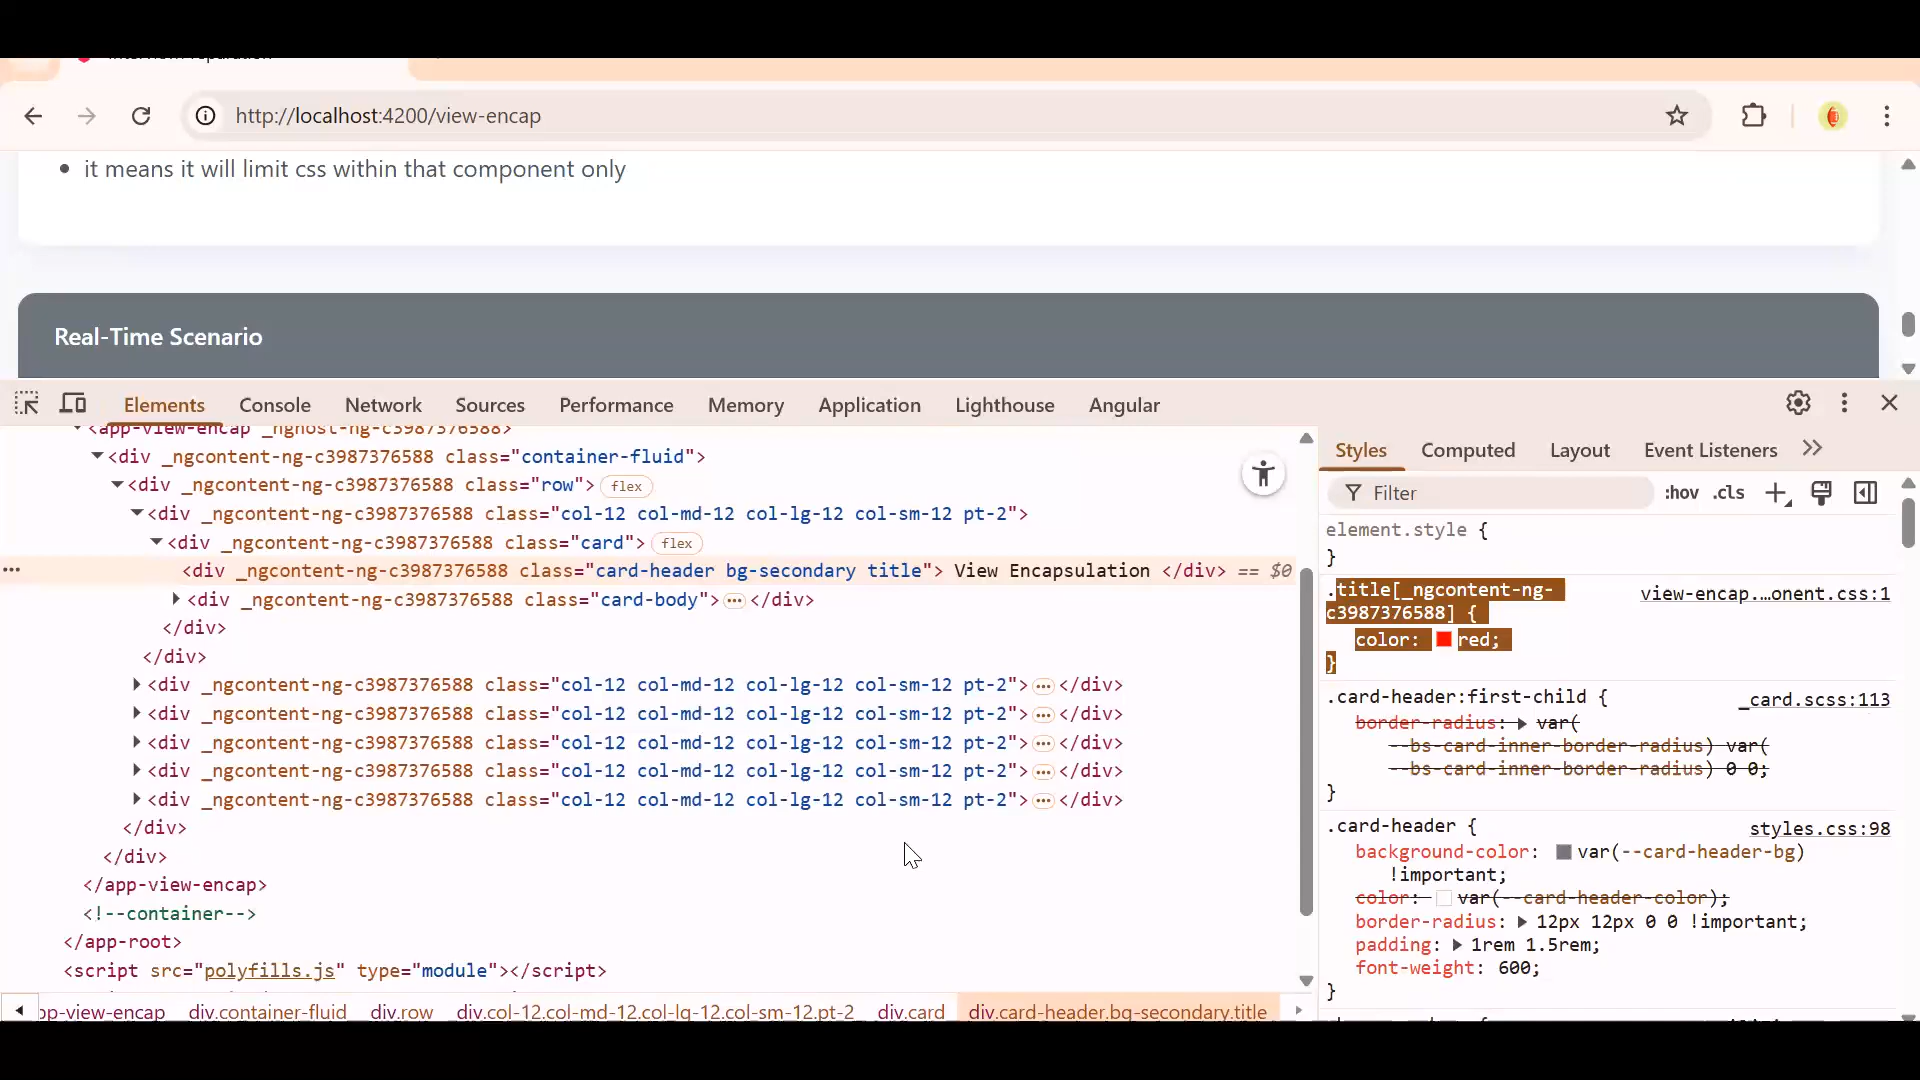 http://localhost:4200/view-encap
it means it will limit css within that component only
Real-Time Scenario
Elements Console Network Sources Performance Memory Application Lighthouse Angular
<app-view-encap _nghost-ng-c3987376588>
<div _ngcontent-ng-c3987376588 class="container-fluid">
<div _ngcontent-ng-c3987376588 class="row"> flex
<div _ngcontent-ng-c3987376588 class="col-12 col-md-12 col-lg-12 col-sm-12 pt-2">
<div _ngcontent-ng-c3987376588 class="card"> flex
<div _ngcontent-ng-c3987376588 class="card-header bg-secondary title"> View Encapsulation </div> == $0
<div _ngcontent-ng-c3987376588 class="card-body"> … </div>
</div>
</div>
<div _ngcontent-ng-c3987376588 class="col-12 col-md-12 col-lg-12 col-sm-12 pt-2"> … </div>
<div _ngcontent-ng-c3987376588 class="col-12 col-md-12 col-lg-12 col-sm-12 pt-2"> … </div>
<div _ngcontent-ng-c3987376588 class="col-12 col-md-12 col-lg-12 col-sm-12 pt-2"> … </div>
<div _ngcontent-ng-c3987376588 class="col-12 col-md-12 col-lg-12 col-sm-12 pt-2"> … </div>
<div _ngcontent-ng-c3987376588 class="col-12 col-md-12 col-lg-12 col-sm-12 pt-2"> … </div>
</div>
</div>
</app-view-encap>
<!--container-->
</app-root>
<script src="polyfills.js" type="module"></script>
pp-view-encap div.container-fluid div.row div.col-12.col-md-12.col-lg-12.col-sm-12.pt-2 div.card div.card-header.bg-secondary.title
Styles Computed Layout Event Listeners
Filter :hov .cls
element.style {
}
.title[_ngcontent-ng- view-encap.…onent.css:1
c3987376588] {
color: red;
}
.card-header:first-child { _card.scss:113
border-radius: var(
--bs-card-inner-border-radius) var(
--bs-card-inner-border-radius) 0 0;
}
.card-header { styles.css:98
background-color: var(--card-header-bg)
!important;
color: var(--card-header-color);
border-radius: 12px 12px 0 0 !important;
padding: 1rem 1.5rem;
font-weight: 600;
}